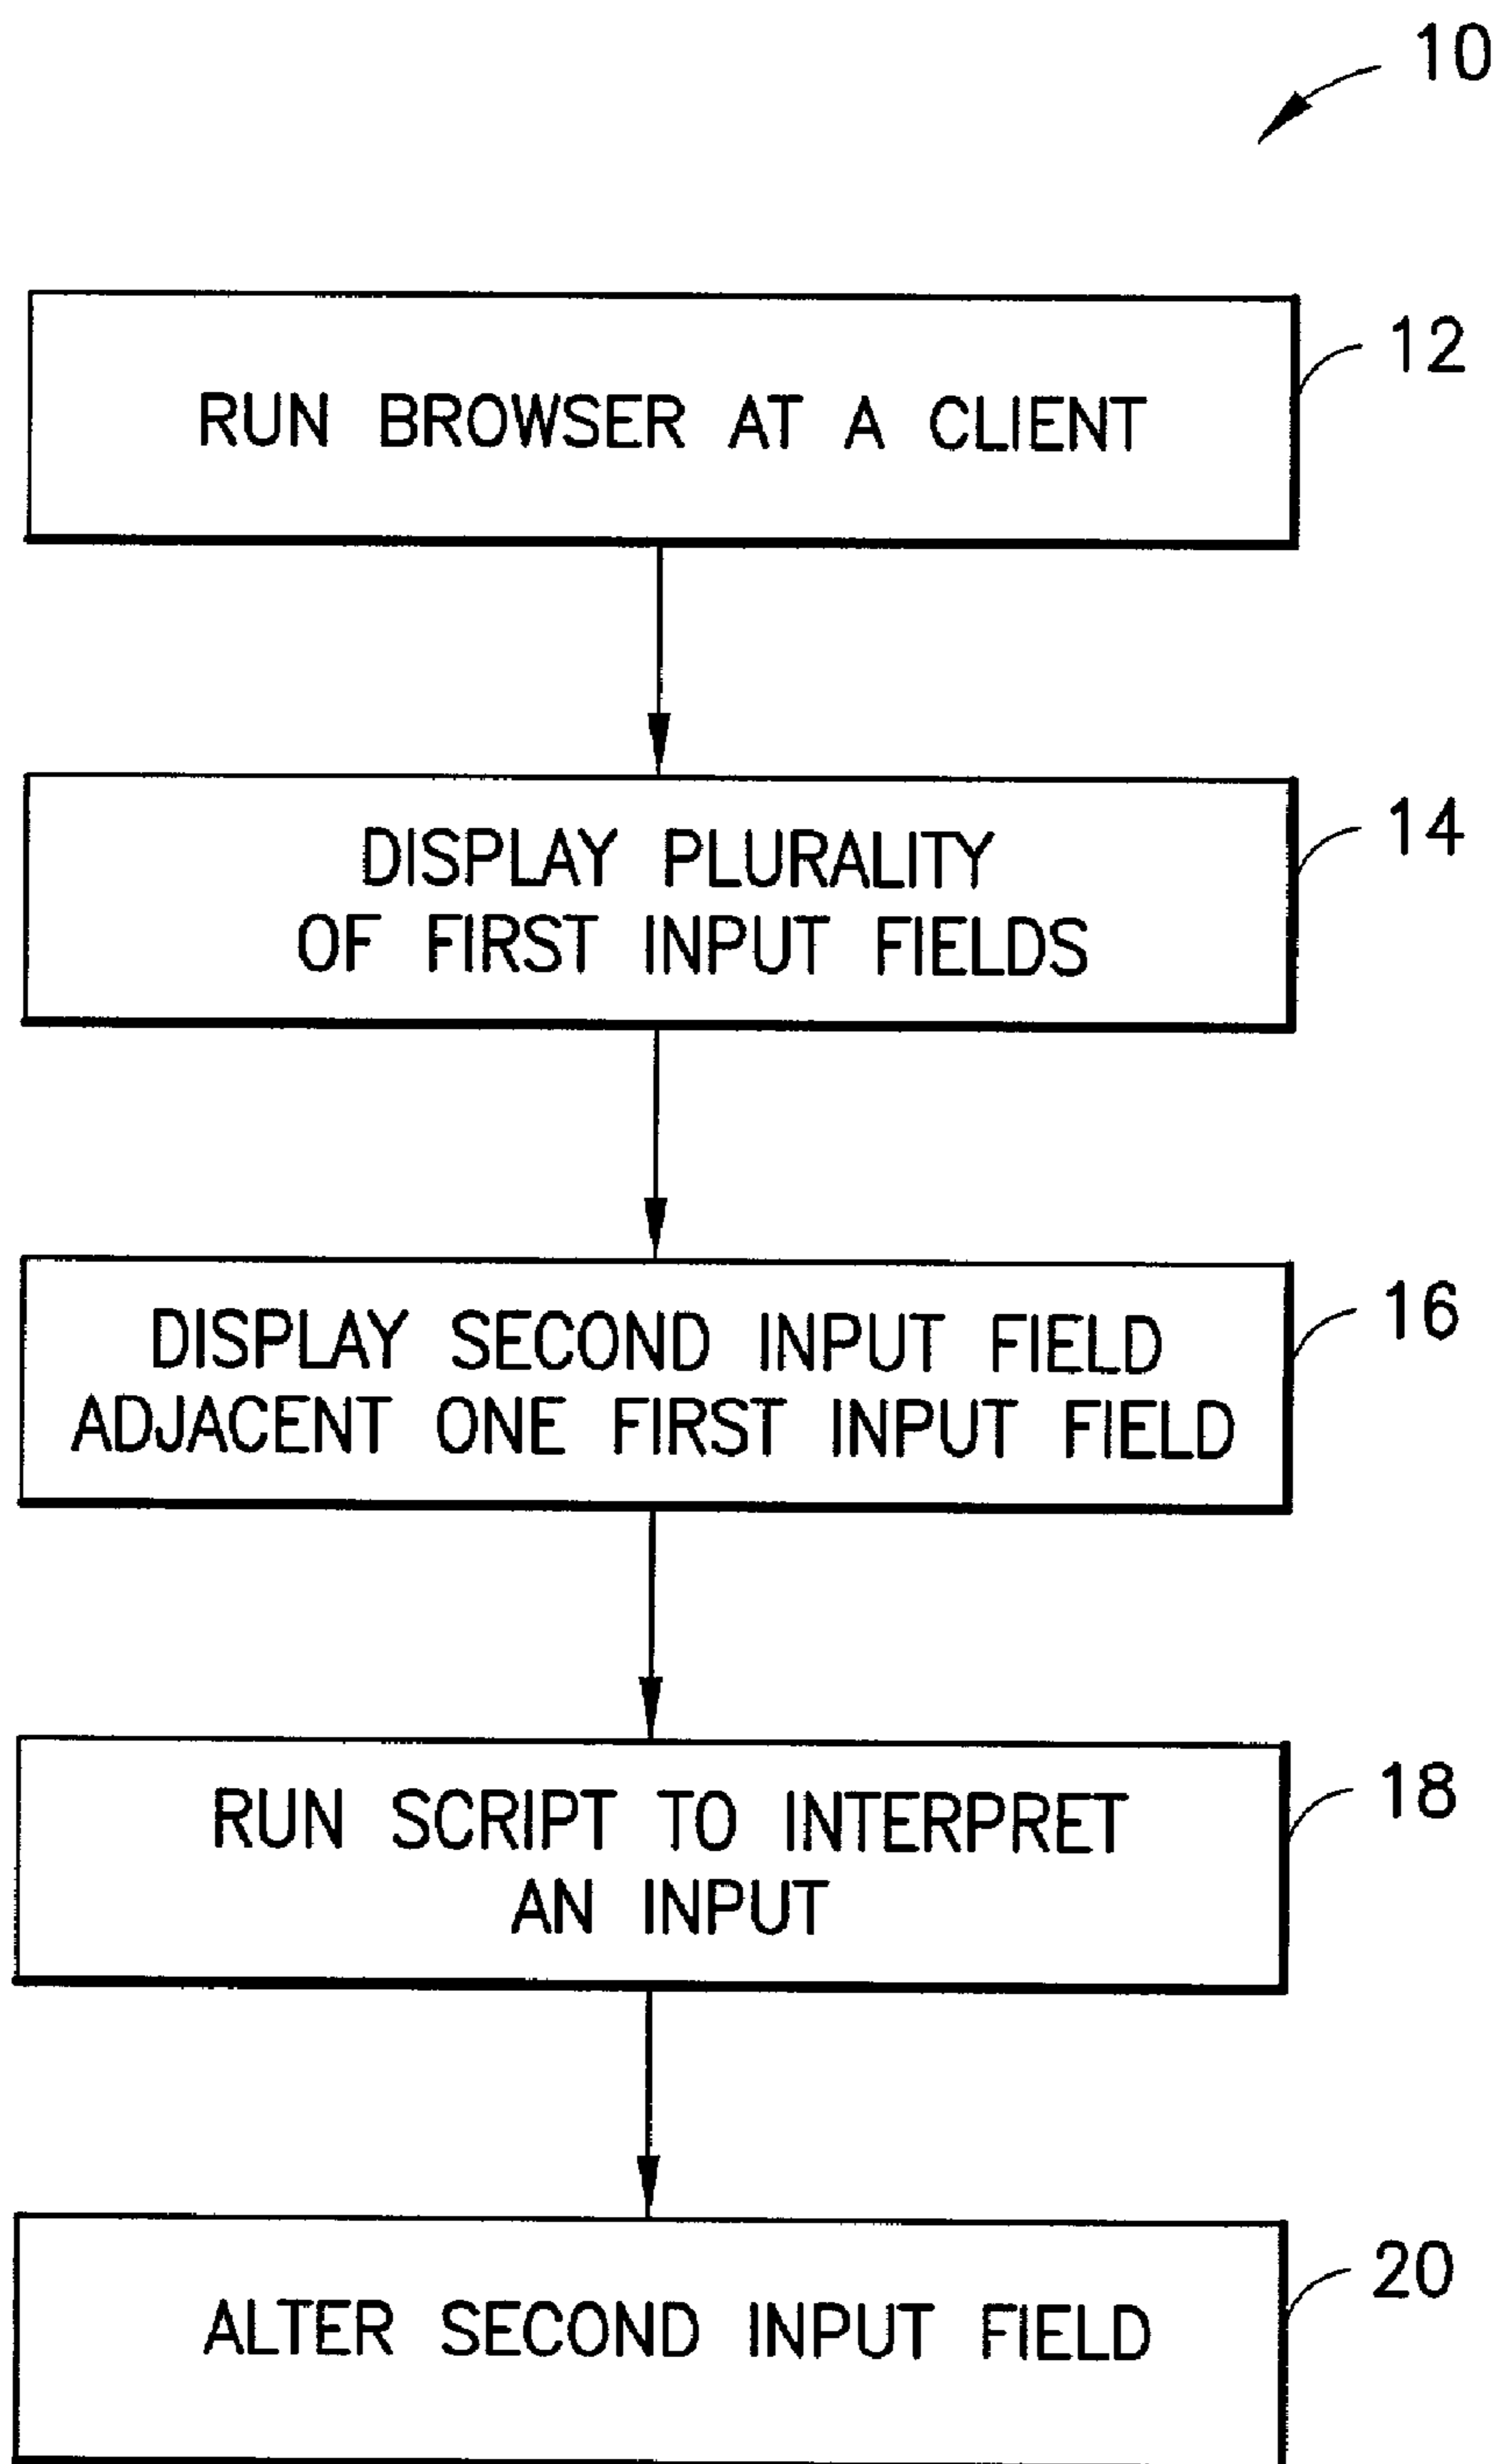 10
RUN BROWSER AT A CLIENT
12
DISPLAY PLURALITY
OF FIRST INPUT FIELDS
14
DISPLAY SECOND INPUT FIELD
ADJACENT ONE FIRST INPUT FIELD
16
RUN SCRIPT TO INTERPRET
AN INPUT
18
ALTER SECOND INPUT FIELD
20